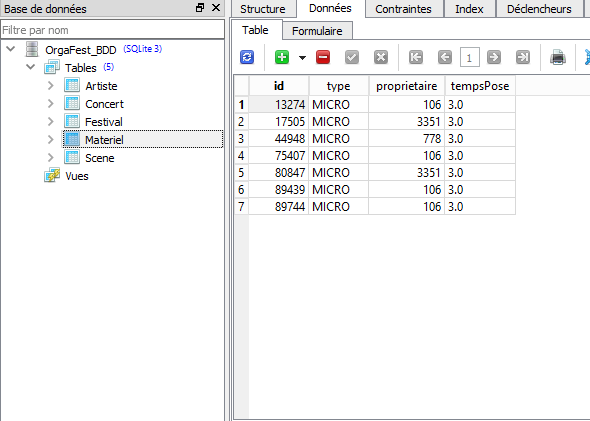 Base de données
Filtre par nom
OrgaFest_BDD (SQLite 3)
Tables (5)
Artiste
Concert
Festival
Materiel
Scene
Vues
Structure Données Contraintes Index Déclencheurs
Table Formulaire
1
id type proprietaire tempsPose
1 13274 MICRO 106 3.0
2 17505 MICRO 3351 3.0
3 44948 MICRO 778 3.0
4 75407 MICRO 106 3.0
5 80847 MICRO 3351 3.0
6 89439 MICRO 106 3.0
7 89744 MICRO 106 3.0